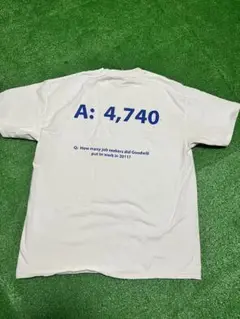 A: 4,740
Q: How many job seekers did Goodwill
put to work in 2011?